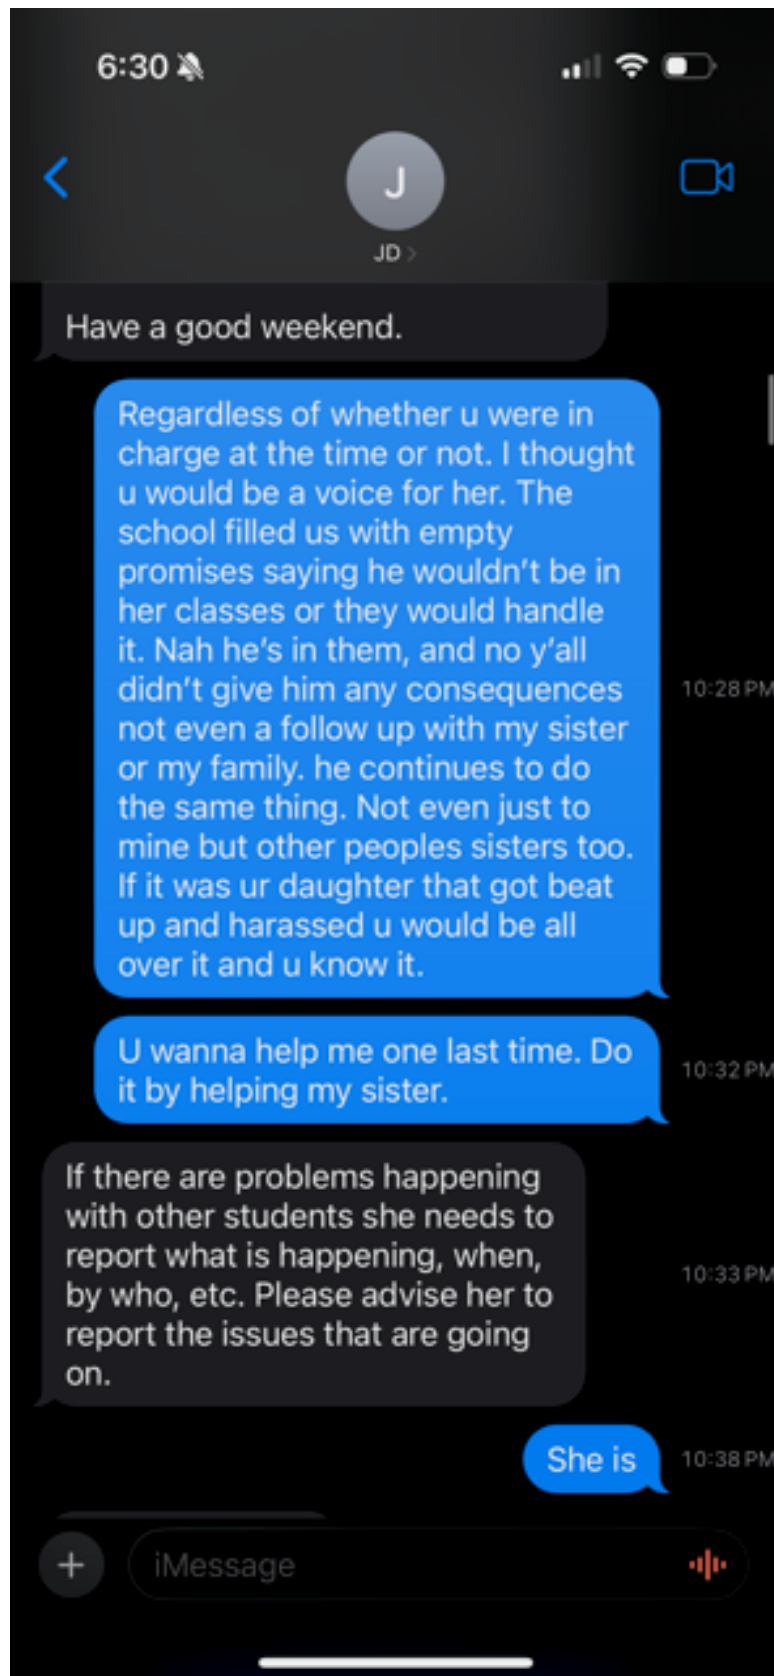 6:30
J
JD
Have a good weekend.
Regardless of whether u were in
charge at the time or not. I thought
u would be a voice for her. The
school filled us with empty
promises saying he wouldn't be in
her classes or they would handle
it. Nah he's in them, and no y'all
didn't give him any consequences
not even a follow up with my sister
or my family. he continues to do
the same thing. Not even just to
mine but other peoples sisters too.
If it was ur daughter that got beat
up and harassed u would be all
over it and u know it.
10:28 PM
U wanna help me one last time. Do
it by helping my sister.
10:32 PM
If there are problems happening
with other students she needs to
report what is happening, when,
by who, etc. Please advise her to
report the issues that are going
on.
10:33 PM
She is
10:38 PM
iMessage